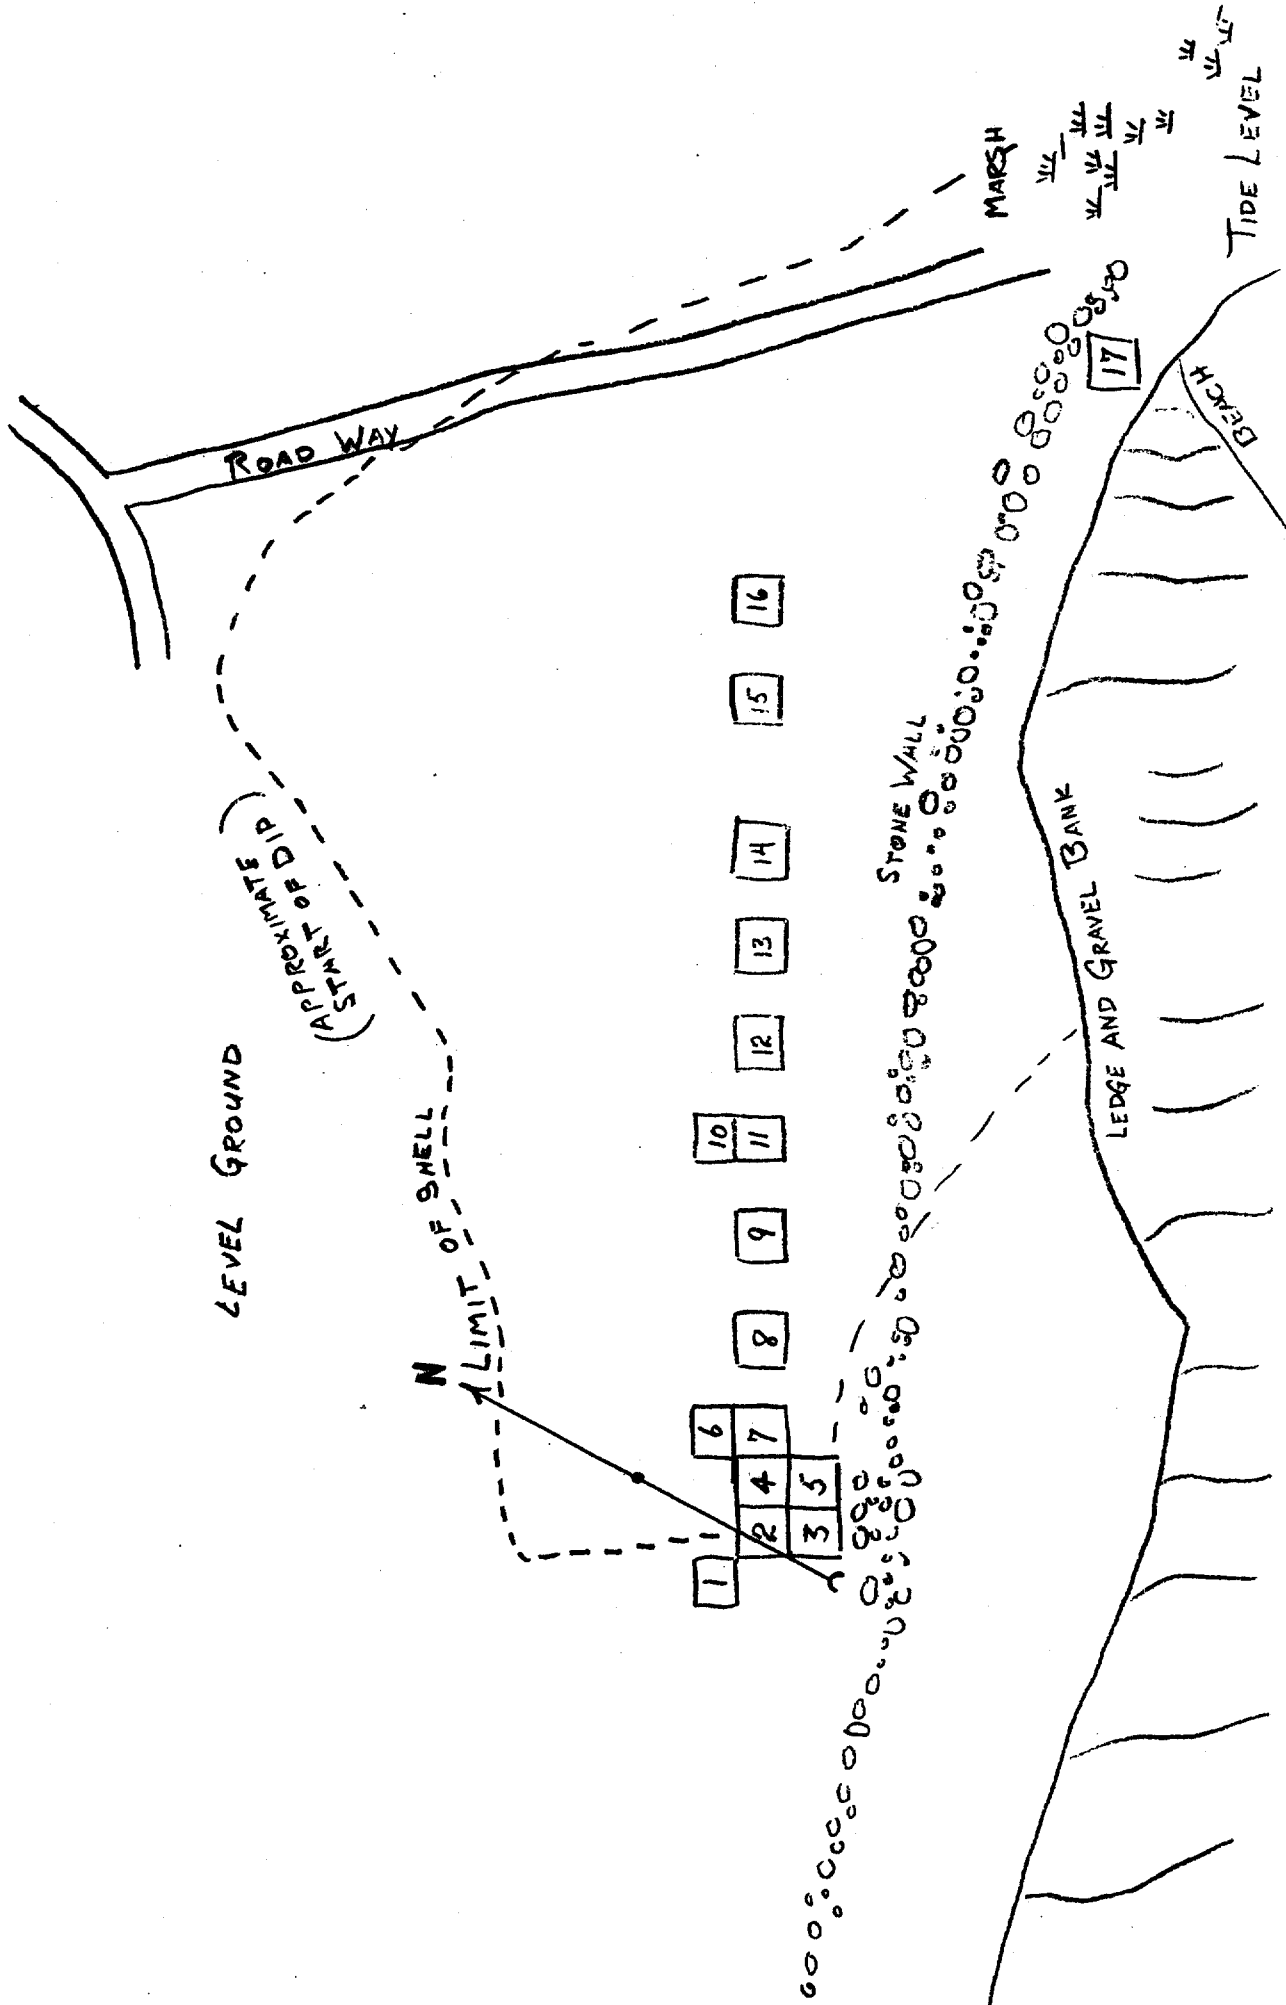 LEVEL GROUND
(APPROXIMATE)
(START OF DIP)
ROAD WAY
N
LIMIT OF SHELL
1
6
10
2
4
7
8
9
11
12
13
14
15
16
3
5
17
STONE WALL
MARSH
LEDGE AND GRAVEL BANK
BEACH
TIDE LEVEL